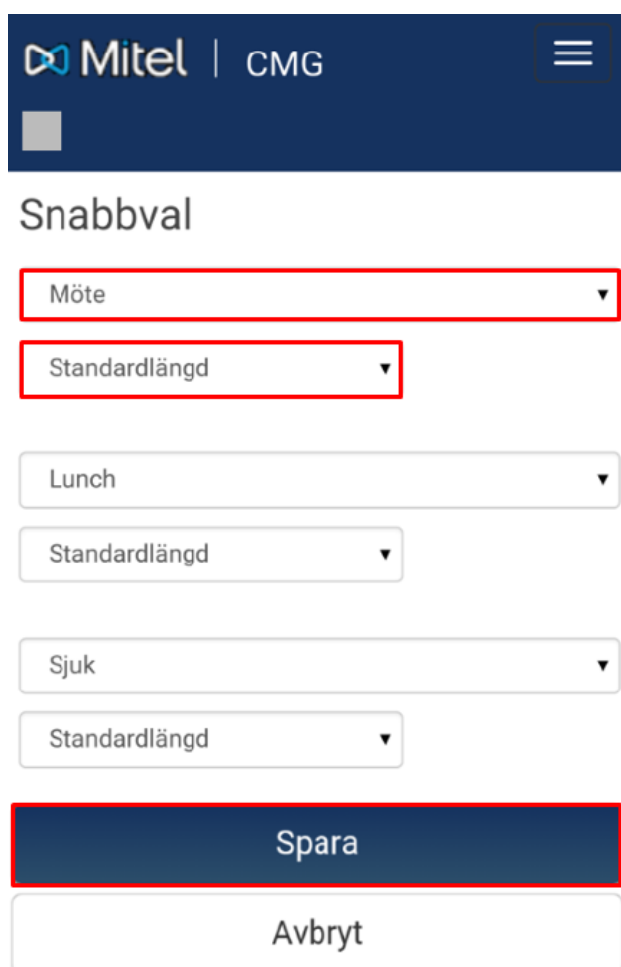 Mitel | CMG
Snabbval
Möte
Standardlängd
Lunch
Standardlängd
Sjuk
Standardlängd
Spara
Avbryt